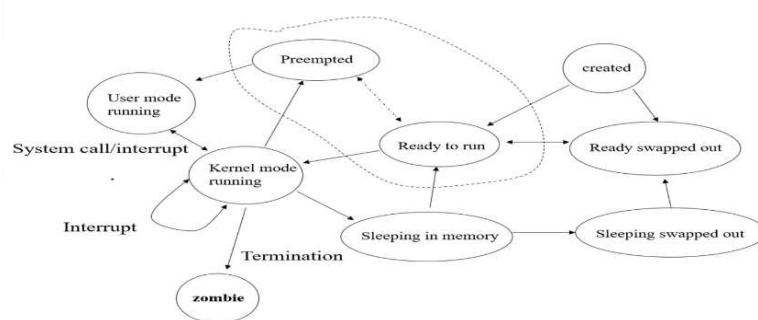 Preempted
created
User mode
running
System call/interrupt
Ready to run
Ready swapped out
Kernel mode
running
Interrupt
Sleeping in memory
Sleeping swapped out
Termination
zombie